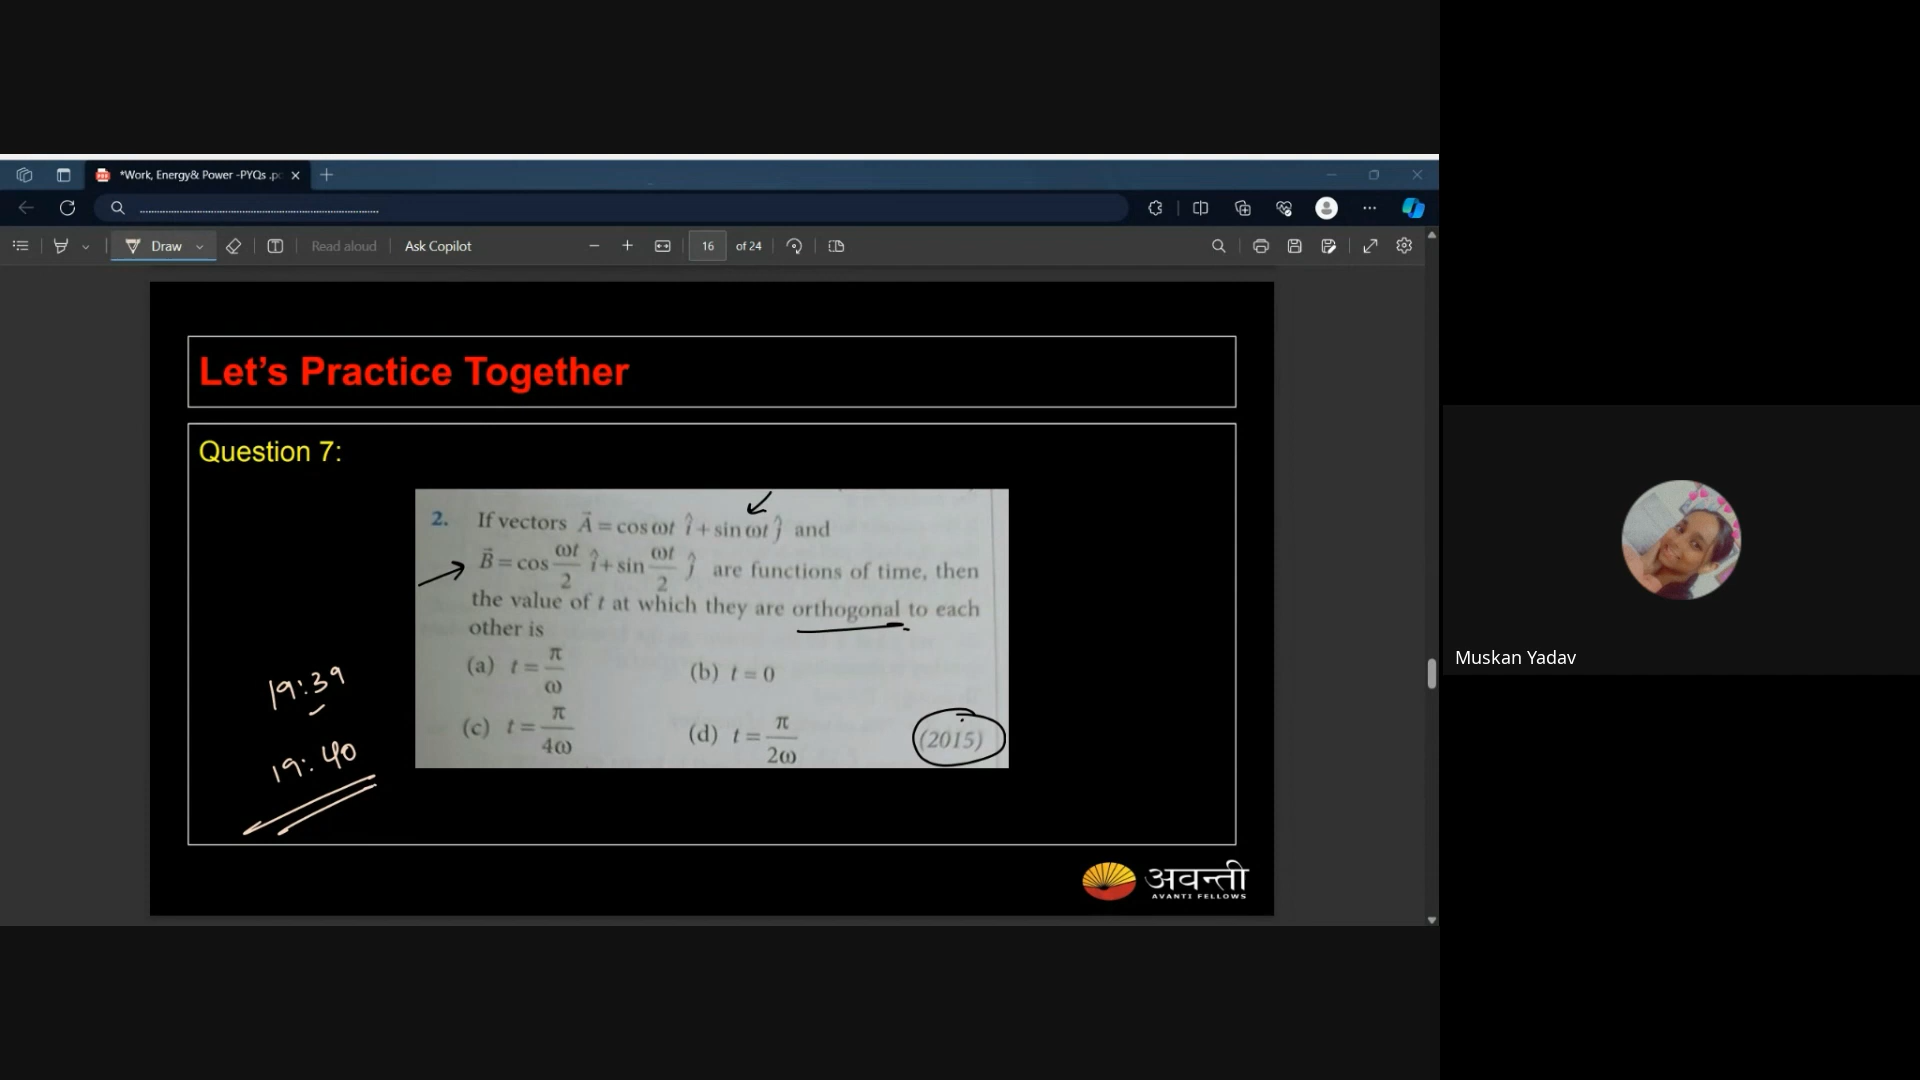 *Work, Energy& Power -PYQs .p
Draw
Read aloud
Ask Copilot
16
of 24
Let's Practice Together
Question 7:
2. If vectors A⃗ = cos ωt î + sin ωt ĵ and
B⃗ = cos ωt/2 î + sin ωt/2 ĵ are functions of time, then
the value of t at which they are orthogonal to each
other is
(a) t = π/ω (b) t = 0
(c) t = π/4ω (d) t = π/2ω (2015)
19:39
19:40
अवन्ती
AVANTI FELLOWS
Muskan Yadav